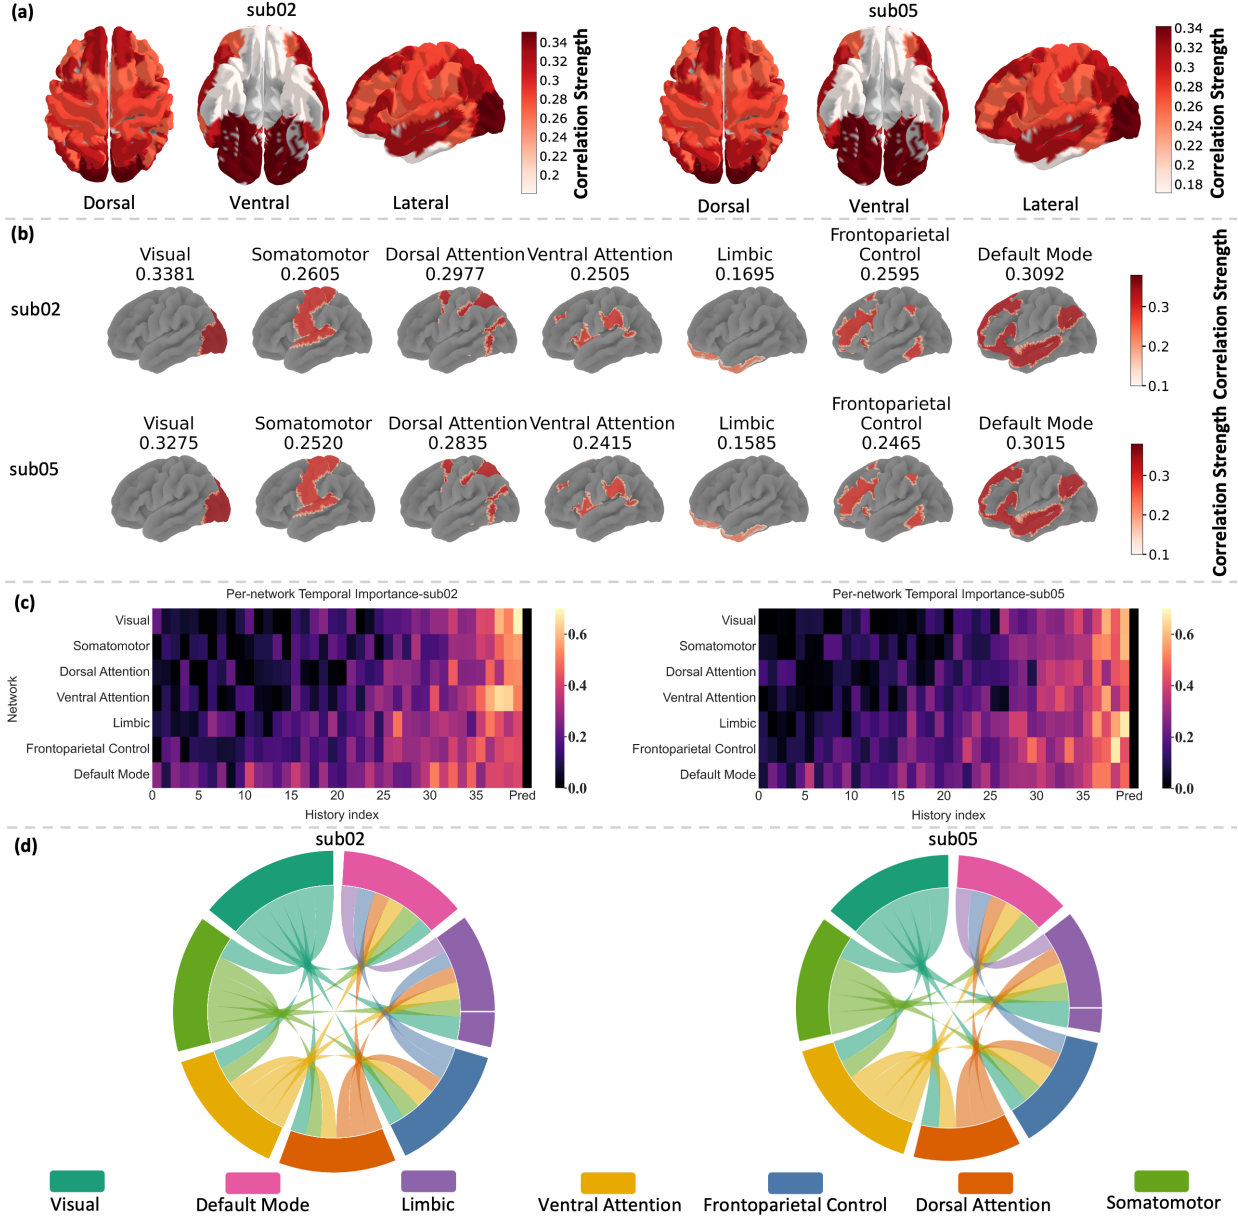 (a)
sub02
sub05
0.34
0.32
0.3
0.28
0.26
0.24
0.22
0.2
Correlation Strength
0.34
0.32
0.3
0.28
0.26
0.24
0.22
0.2
0.18
Correlation Strength
Dorsal
Ventral
Lateral
Dorsal
Ventral
Lateral
(b)
sub02
Visual
0.3381
Somatomotor
0.2605
Dorsal Attention
0.2977
Ventral Attention
0.2505
Limbic
0.1695
Frontoparietal
Control
0.2595
Default Mode
0.3092
0.3
0.2
0.1
Correlation Strength
sub05
Visual
0.3275
Somatomotor
0.2520
Dorsal Attention
0.2835
Ventral Attention
0.2415
Limbic
0.1585
Frontoparietal
Control
0.2465
Default Mode
0.3015
0.3
0.2
0.1
Correlation Strength
(c)
Per-network Temporal Importance-sub02
Network
Visual
Somatomotor
Dorsal Attention
Ventral Attention
Limbic
Frontoparietal Control
Default Mode
0 5 10 15 20 25 30 35 Pred
History index
0.6
0.4
0.2
0.0
Per-network Temporal Importance-sub05
Visual
Somatomotor
Dorsal Attention
Ventral Attention
Limbic
Frontoparietal Control
Default Mode
0 5 10 15 20 25 30 35 Pred
History index
0.6
0.4
0.2
0.0
(d)
sub02
sub05
Visual
Default Mode
Limbic
Ventral Attention
Frontoparietal Control
Dorsal Attention
Somatomotor